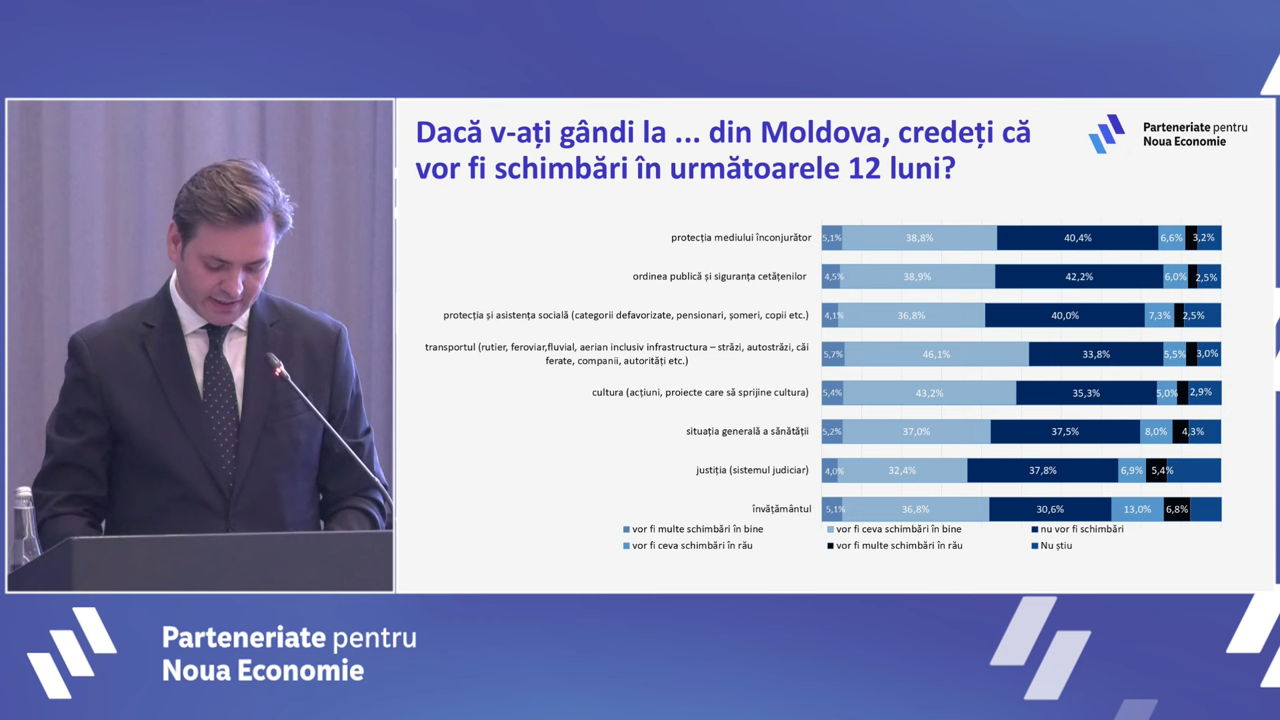 Dacă v-ați gândi la ... din Moldova, credeți că
vor fi schimbări în următoarele 12 luni?
Parteneriate pentru
Noua Economie
protecția mediului înconjurător 5,1% 38,8% 40,4% 6,6% 3,2%
ordinea publică și siguranța cetățenilor 4,5% 38,9% 42,2% 6,0% 2,5%
protecția și asistența socială (categorii defavorizate, pensionari, șomeri, copii etc.) 4,1% 36,8% 40,0% 7,3% 2,5%
transportul (rutier, feroviar,fluvial, aerian inclusiv infrastructura – străzi, autostrăzi, căi
ferate, companii, autorități etc.) 5,7% 46,1% 33,8% 5,5% 3,0%
cultura (acțiuni, proiecte care să sprijine cultura) 5,4% 43,2% 35,3% 5,0% 2,9%
situația generală a sănătății 5,2% 37,0% 37,5% 8,0% 4,3%
justiția (sistemul judiciar) 4,0% 32,4% 37,8% 6,9% 5,4%
învățământul 5,1% 36,8% 30,6% 13,0% 6,8%
vor fi multe schimbări în bine vor fi ceva schimbări în bine nu vor fi schimbări
vor fi ceva schimbări în rău vor fi multe schimbări în rău Nu știu
Parteneriate pentru
Noua Economie